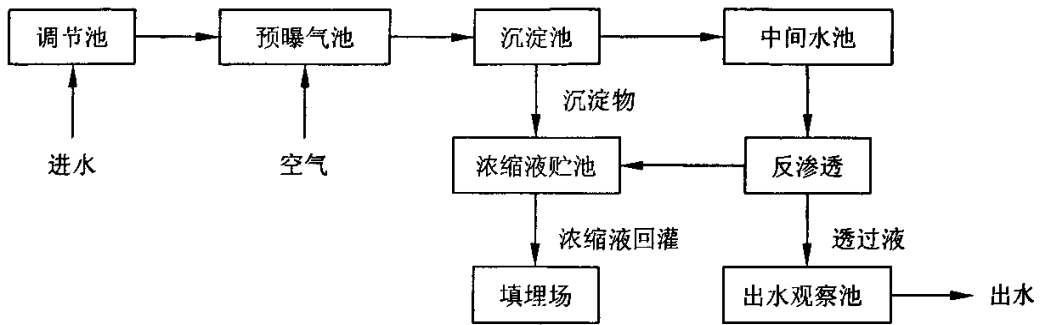 调节池
预曝气池
沉淀池
中间水池
沉淀物
进水
空气
浓缩液贮池
反渗透
浓缩液回灌
透过液
填埋场
出水观察池
出水